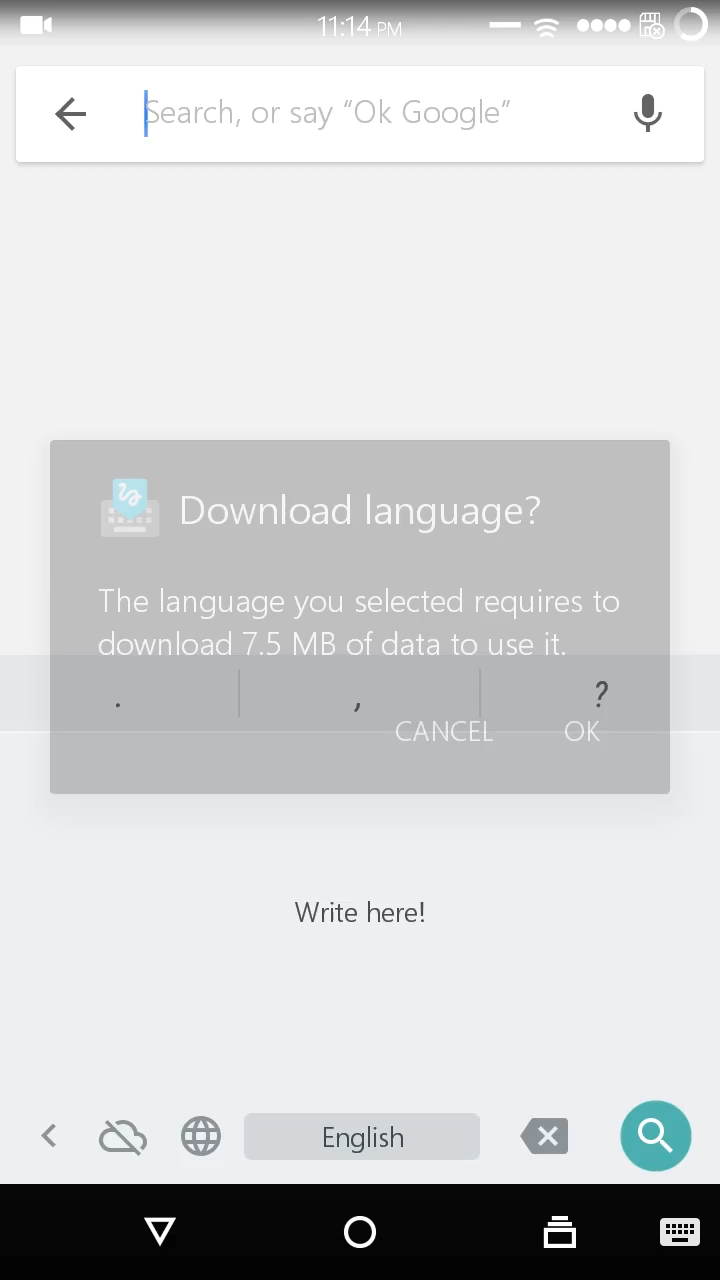 11:14 PM
Search, or say “Ok Google”
Download language?
The language you selected requires to
download 7.5 MB of data to use it.
. , ?
CANCEL OK
Write here!
English